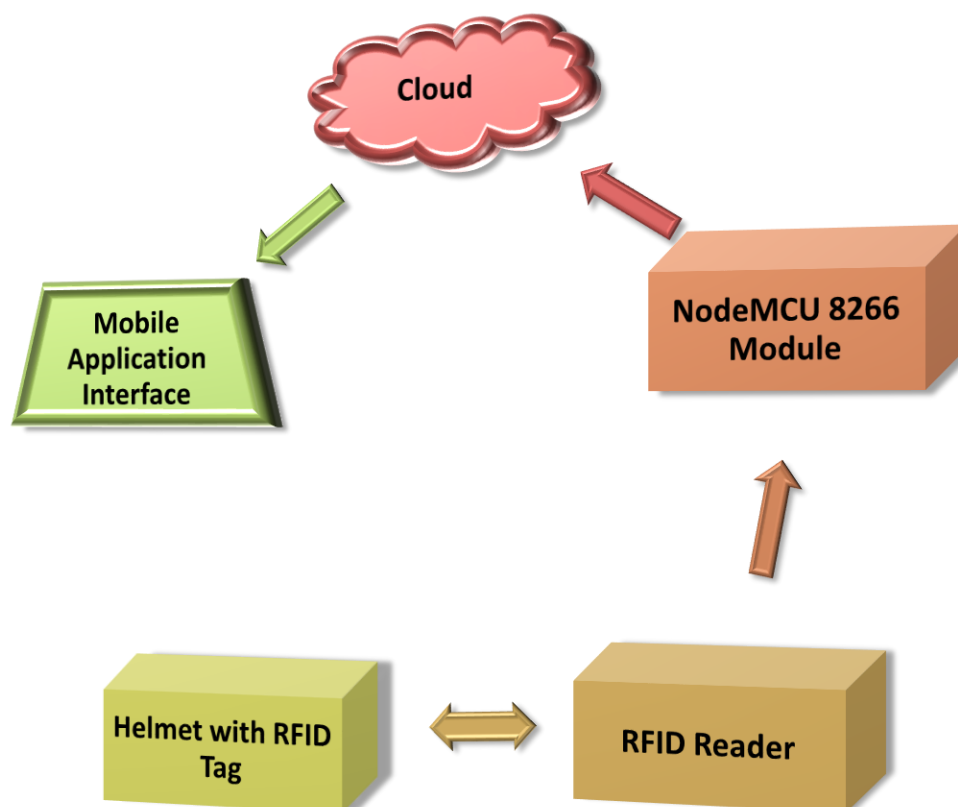 Cloud
NodeMCU 8266
Module
Mobile
Application
Interface
Helmet with RFID
Tag
RFID Reader